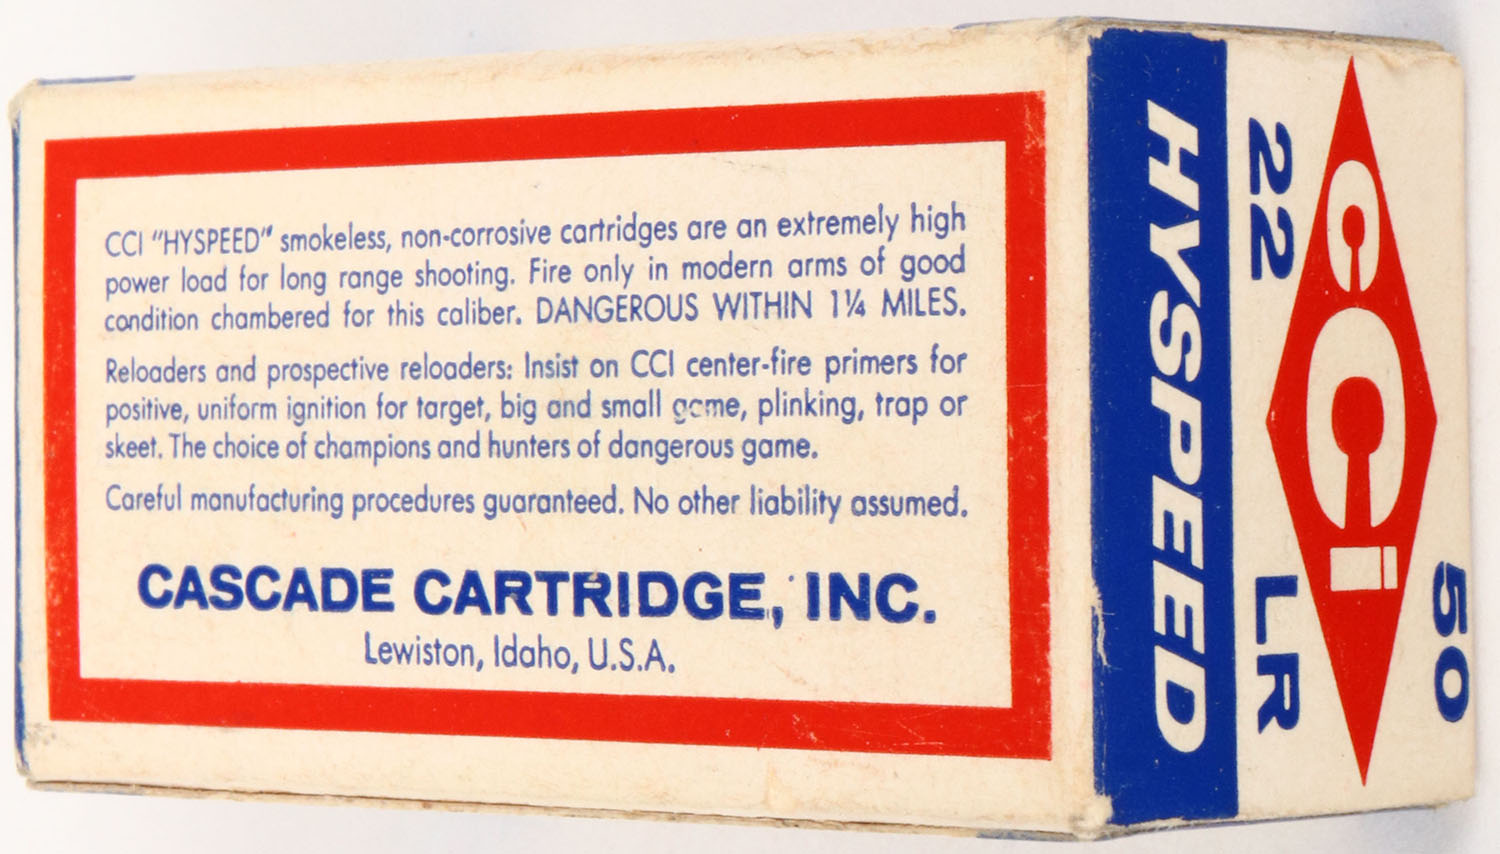 CCI "HYSPEED" smokeless, non-corrosive cartridges are an extremely high
power load for long range shooting. Fire only in modern arms of good
condition chambered for this caliber. DANGEROUS WITHIN 1¼ MILES.
Reloaders and prospective reloaders: Insist on CCI center-fire primers for
positive, uniform ignition for target, big and small game, plinking, trap or
skeet. The choice of champions and hunters of dangerous game.
Careful manufacturing procedures guaranteed. No other liability assumed.
CASCADE CARTRIDGE, INC.
Lewiston, Idaho, U.S.A.
50
CCI
22 LR
HYSPEED